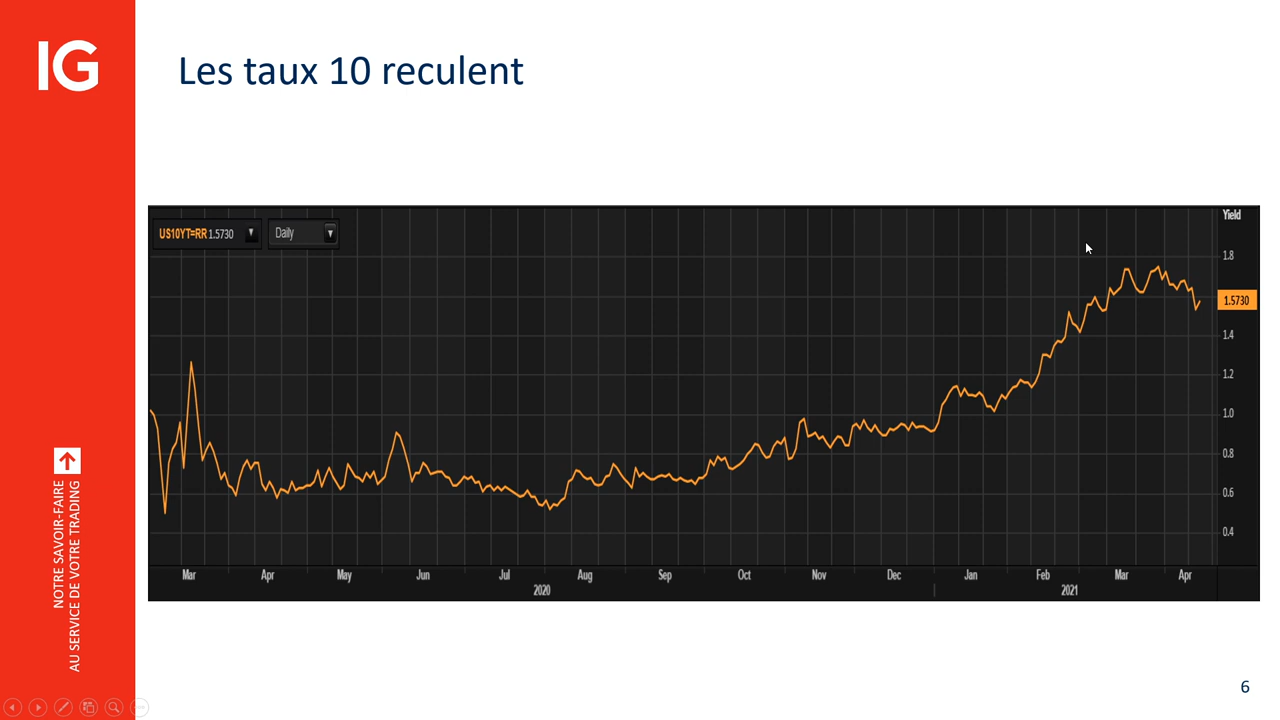 IG
Les taux 10 reculent
US10YT=RR 1.5730
Daily
Yield
1.8
1.5730
1.4
1.2
1.0
0.8
0.6
0.4
Mar Apr May Jun Jul Aug Sep Oct Nov Dec Jan Feb Mar Apr
2020 2021
NOTRE SAVOIR-FAIRE
AU SERVICE DE VOTRE TRADING
6